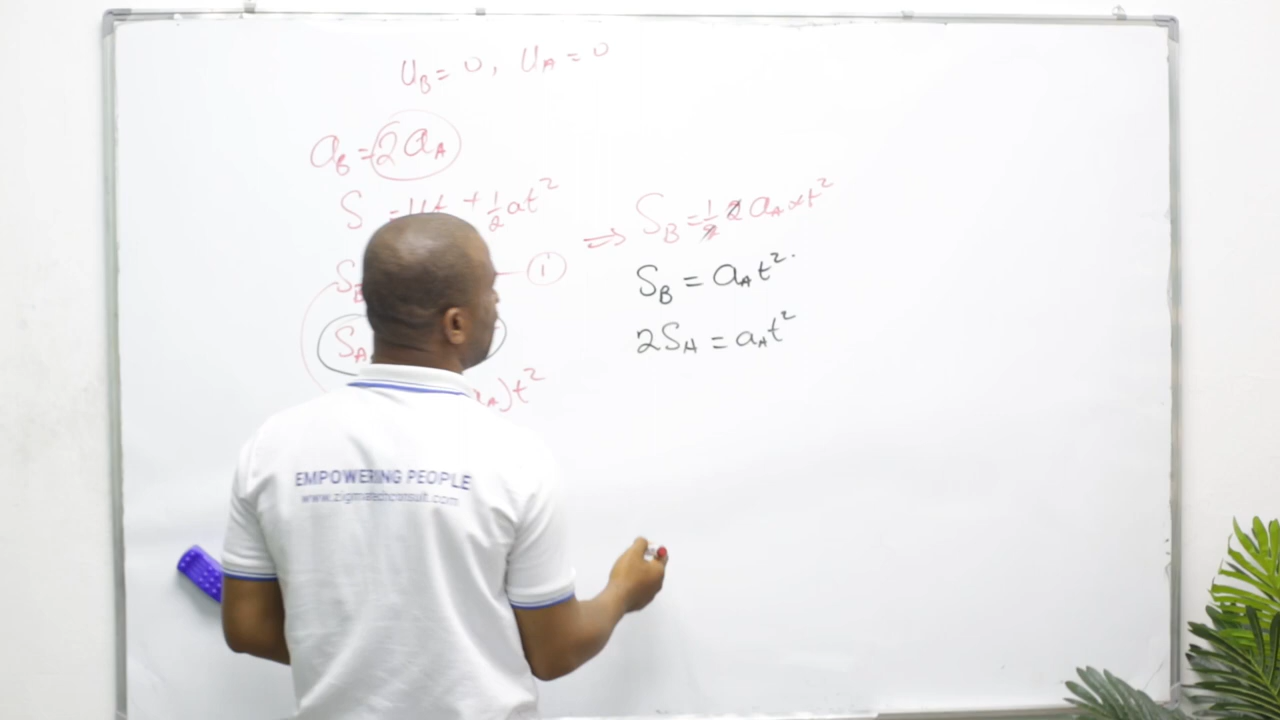 U_B = 0, U_A = 0
a_B = 2a_A
S = ut + ½at²
S_B ①
S_A
a_A)t²
⇒ S_B = ½ 2 a_A × t²
S_B = a_A t².
2S_A = a_A t²
EMPOWERING PEOPLE
www.zigmatechconsult.com